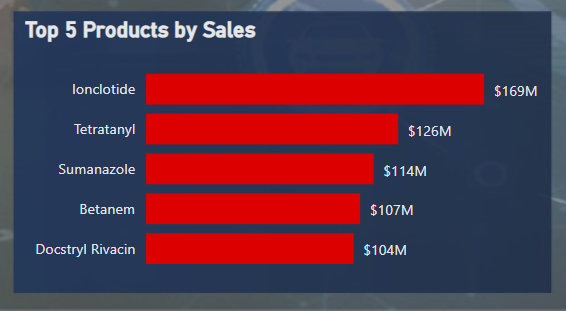 Top 5 Products by Sales
Ionclotide $169M
Tetratanyl $126M
Sumanazole $114M
Betanem $107M
Docstryl Rivacin $104M